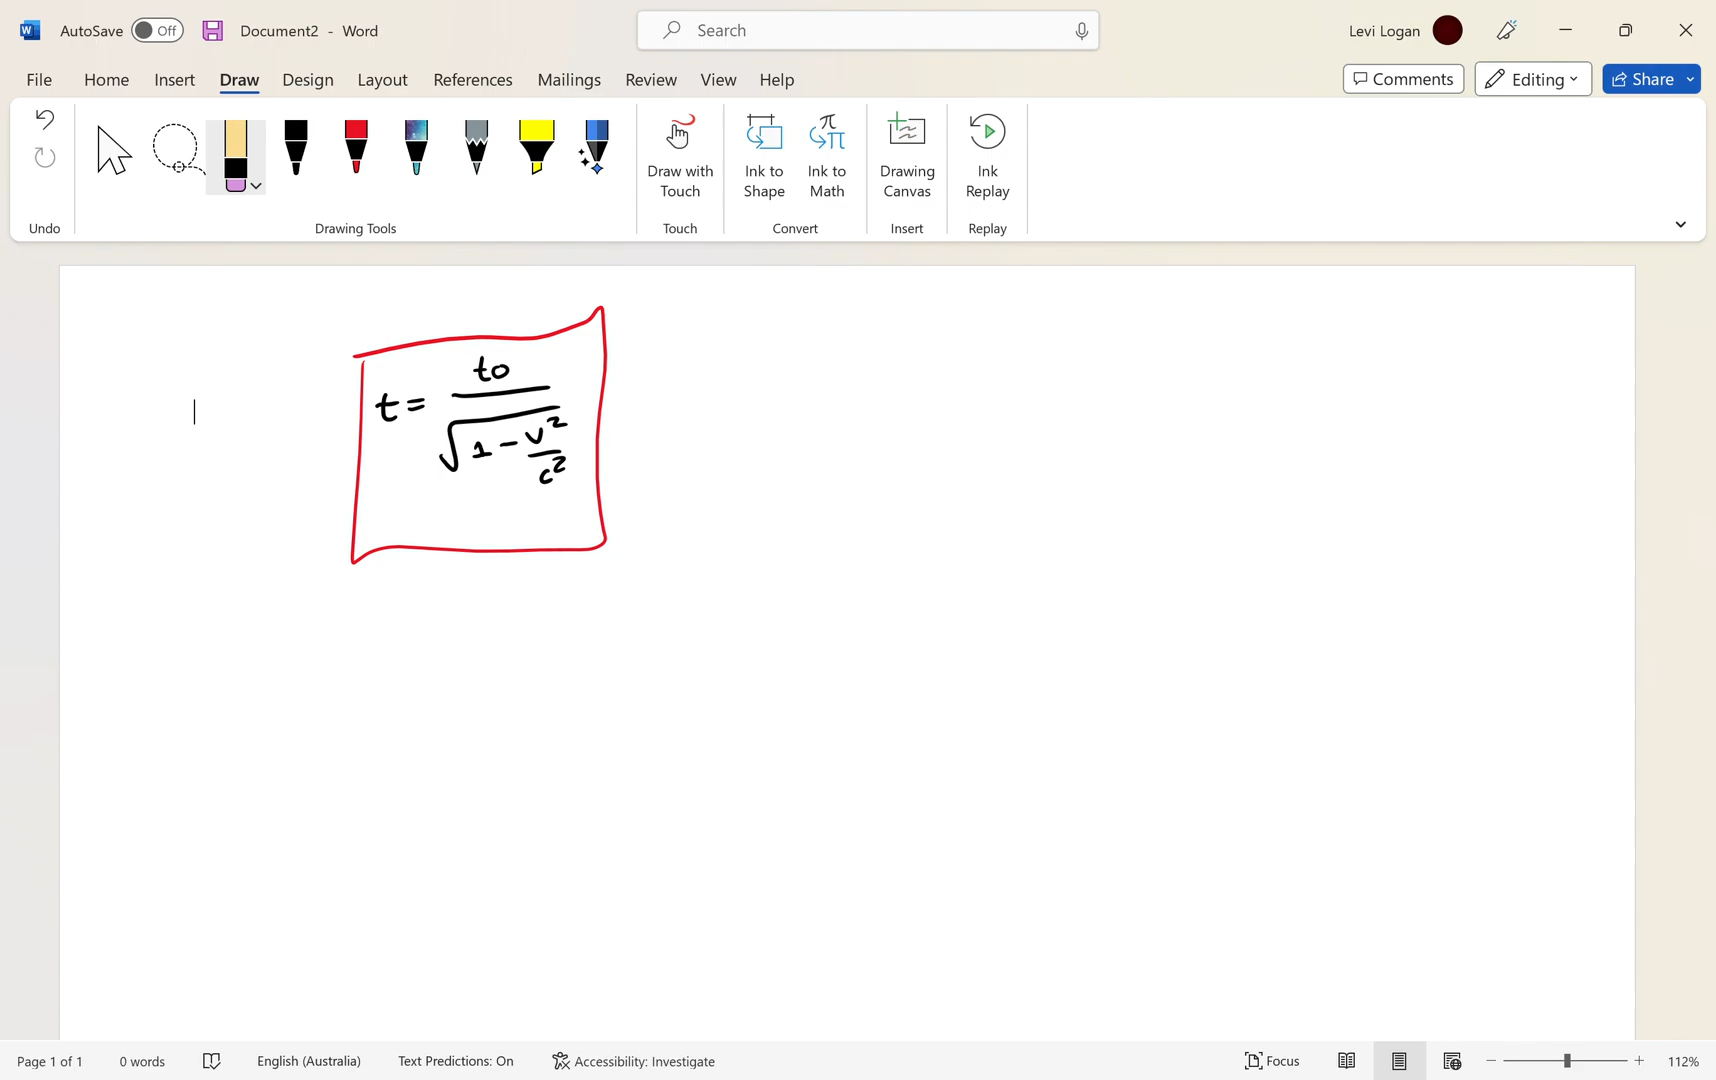 W AutoSave Off Document2 - Word Search Levi Logan
File Home Insert Draw Design Layout References Mailings Review View Help Comments Editing Share
Draw with Touch
Ink to Shape
Ink to Math
Drawing Canvas
Ink Replay
Undo Drawing Tools Touch Convert Insert Replay
t = to / √(1 - v²/c²)
Page 1 of 1 0 words English (Australia) Text Predictions: On Accessibility: Investigate Focus 112%